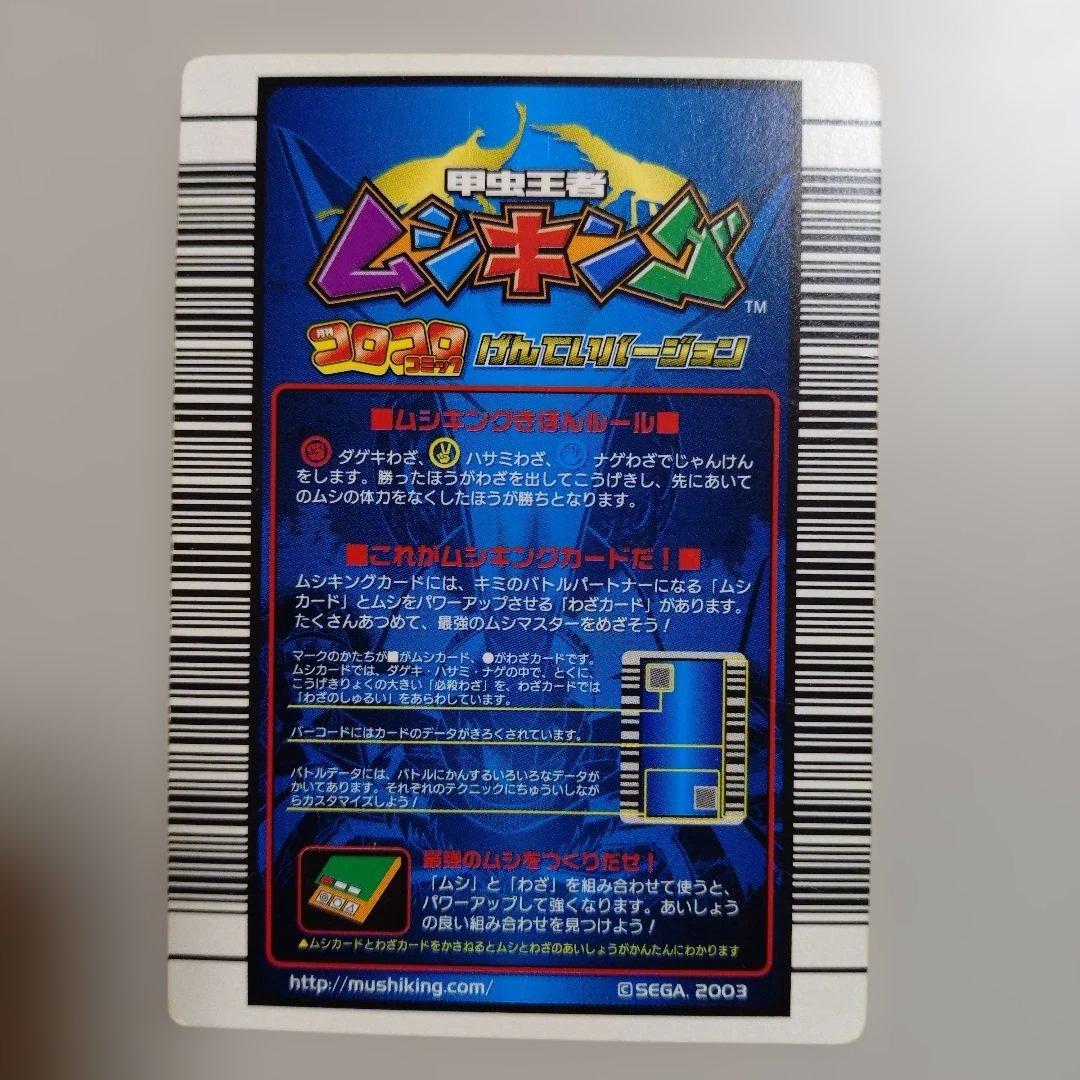 甲虫王者
ムシキング
TM
月刊コロコロコミック げんていバージョン
■ムシキングきほんルール■
ダゲキわざ、 ハサミわざ、 ナゲわざでじゃんけん
をします。勝ったほうがわざを出してこうげきし、先にあいて
のムシの体力をなくしたほうが勝ちとなります。
■これがムシキングカードだ!■
ムシキングカードには、キミのバトルパートナーになる「ムシ
カード」とムシをパワーアップさせる「わざカード」があります。
たくさんあつめて、最強のムシマスターをめざそう!
マークのかたちが■がムシカード、●がわざカードです。
ムシカードでは、ダゲキ・ハサミ・ナゲの中で、とくに、
こうげきりょくの大きい「必殺わざ」を、わざカードでは
「わざのしゅるい」をあらわしています。
バーコードにはカードのデータがきろくされています。
バトルデータには、バトルにかんするいろいろなデータが
かいてあります。それぞれのテクニックにちゅういしなが
らカスタマイズしよう!
最強のムシをつくりだせ!
「ムシ」と「わざ」を組み合わせて使うと、
パワーアップして強くなります。あいしょう
の良い組み合わせを見つけよう!
▲ムシカードとわざカードをかさねるとムシとわざのあいしょうがかんたんにわかります
http://mushiking.com/
©SEGA, 2003